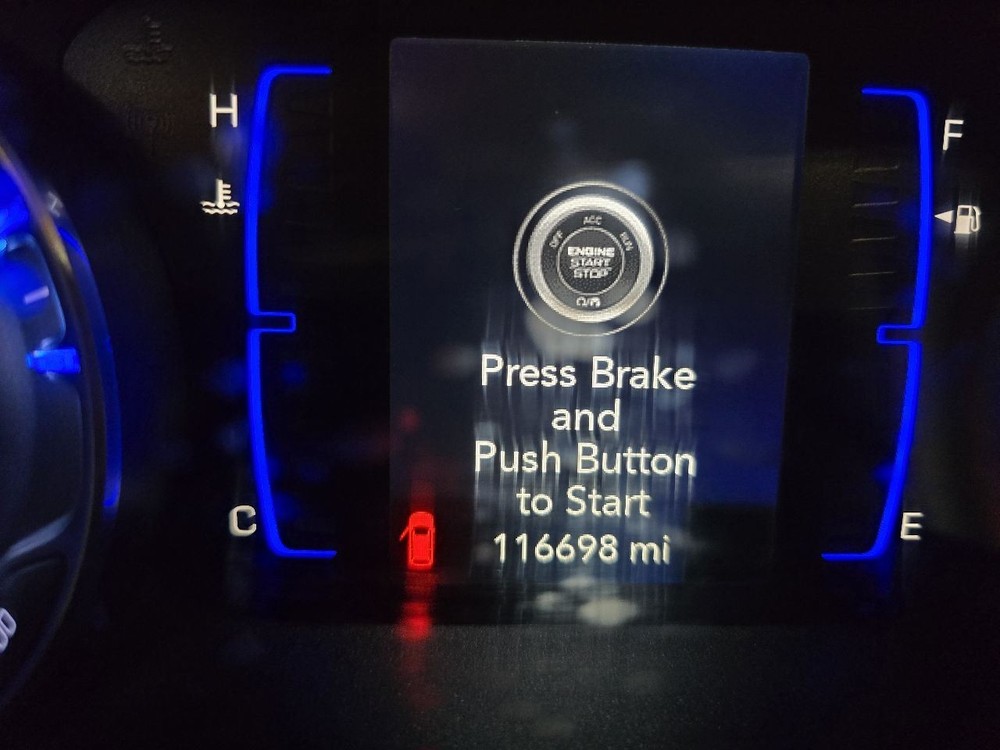 H
F
ACC
OFF
RUN
ENGINE
START
STOP
Press Brake
and
Push Button
to Start
116698 mi
C
E